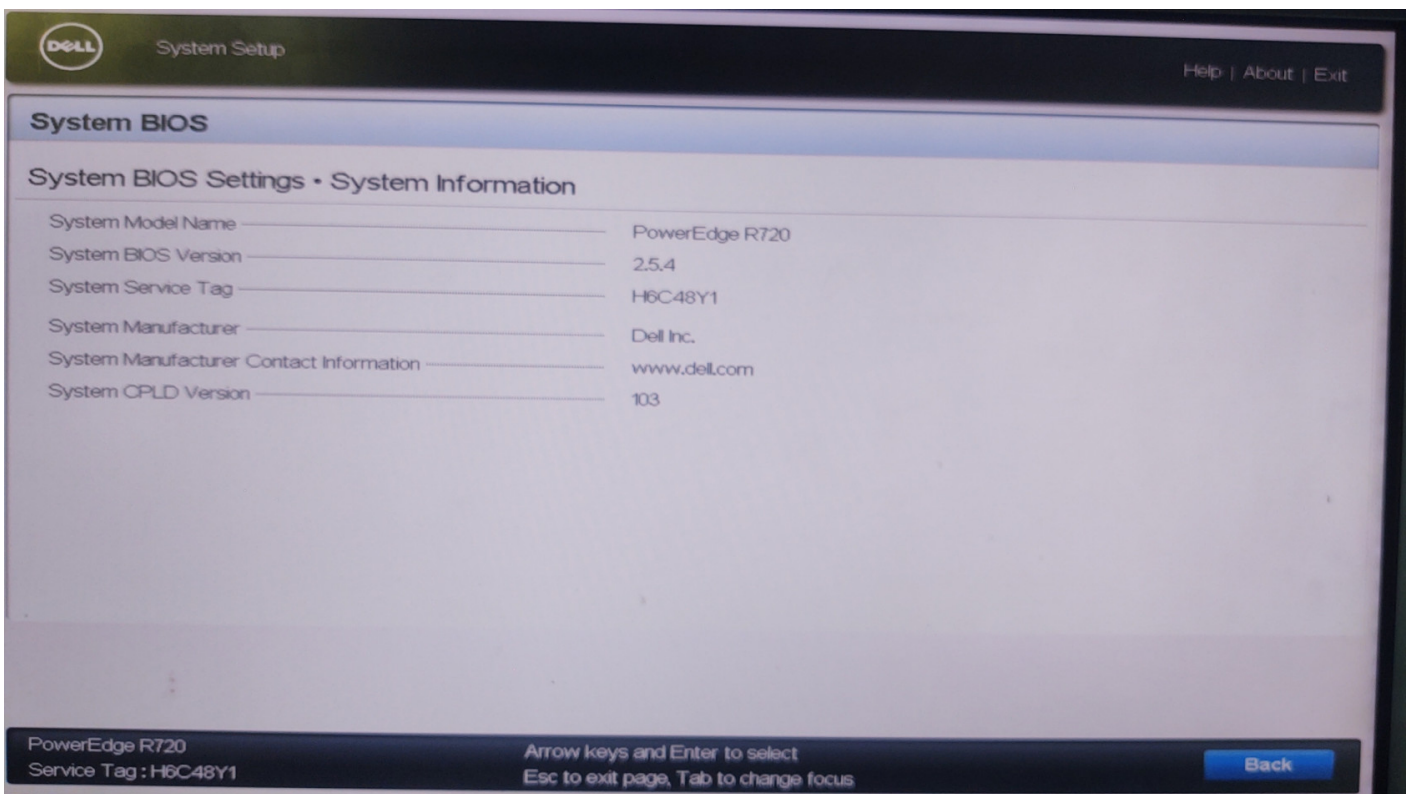 DELL
System Setup
Help | About | Exit
System BIOS
System BIOS Settings • System Information
System Model Name PowerEdge R720
System BIOS Version 2.5.4
System Service Tag H6C48Y1
System Manufacturer Dell Inc.
System Manufacturer Contact Information www.dell.com
System CPLD Version 103
PowerEdge R720
Service Tag : H6C48Y1
Arrow keys and Enter to select
Esc to exit page, Tab to change focus
Back